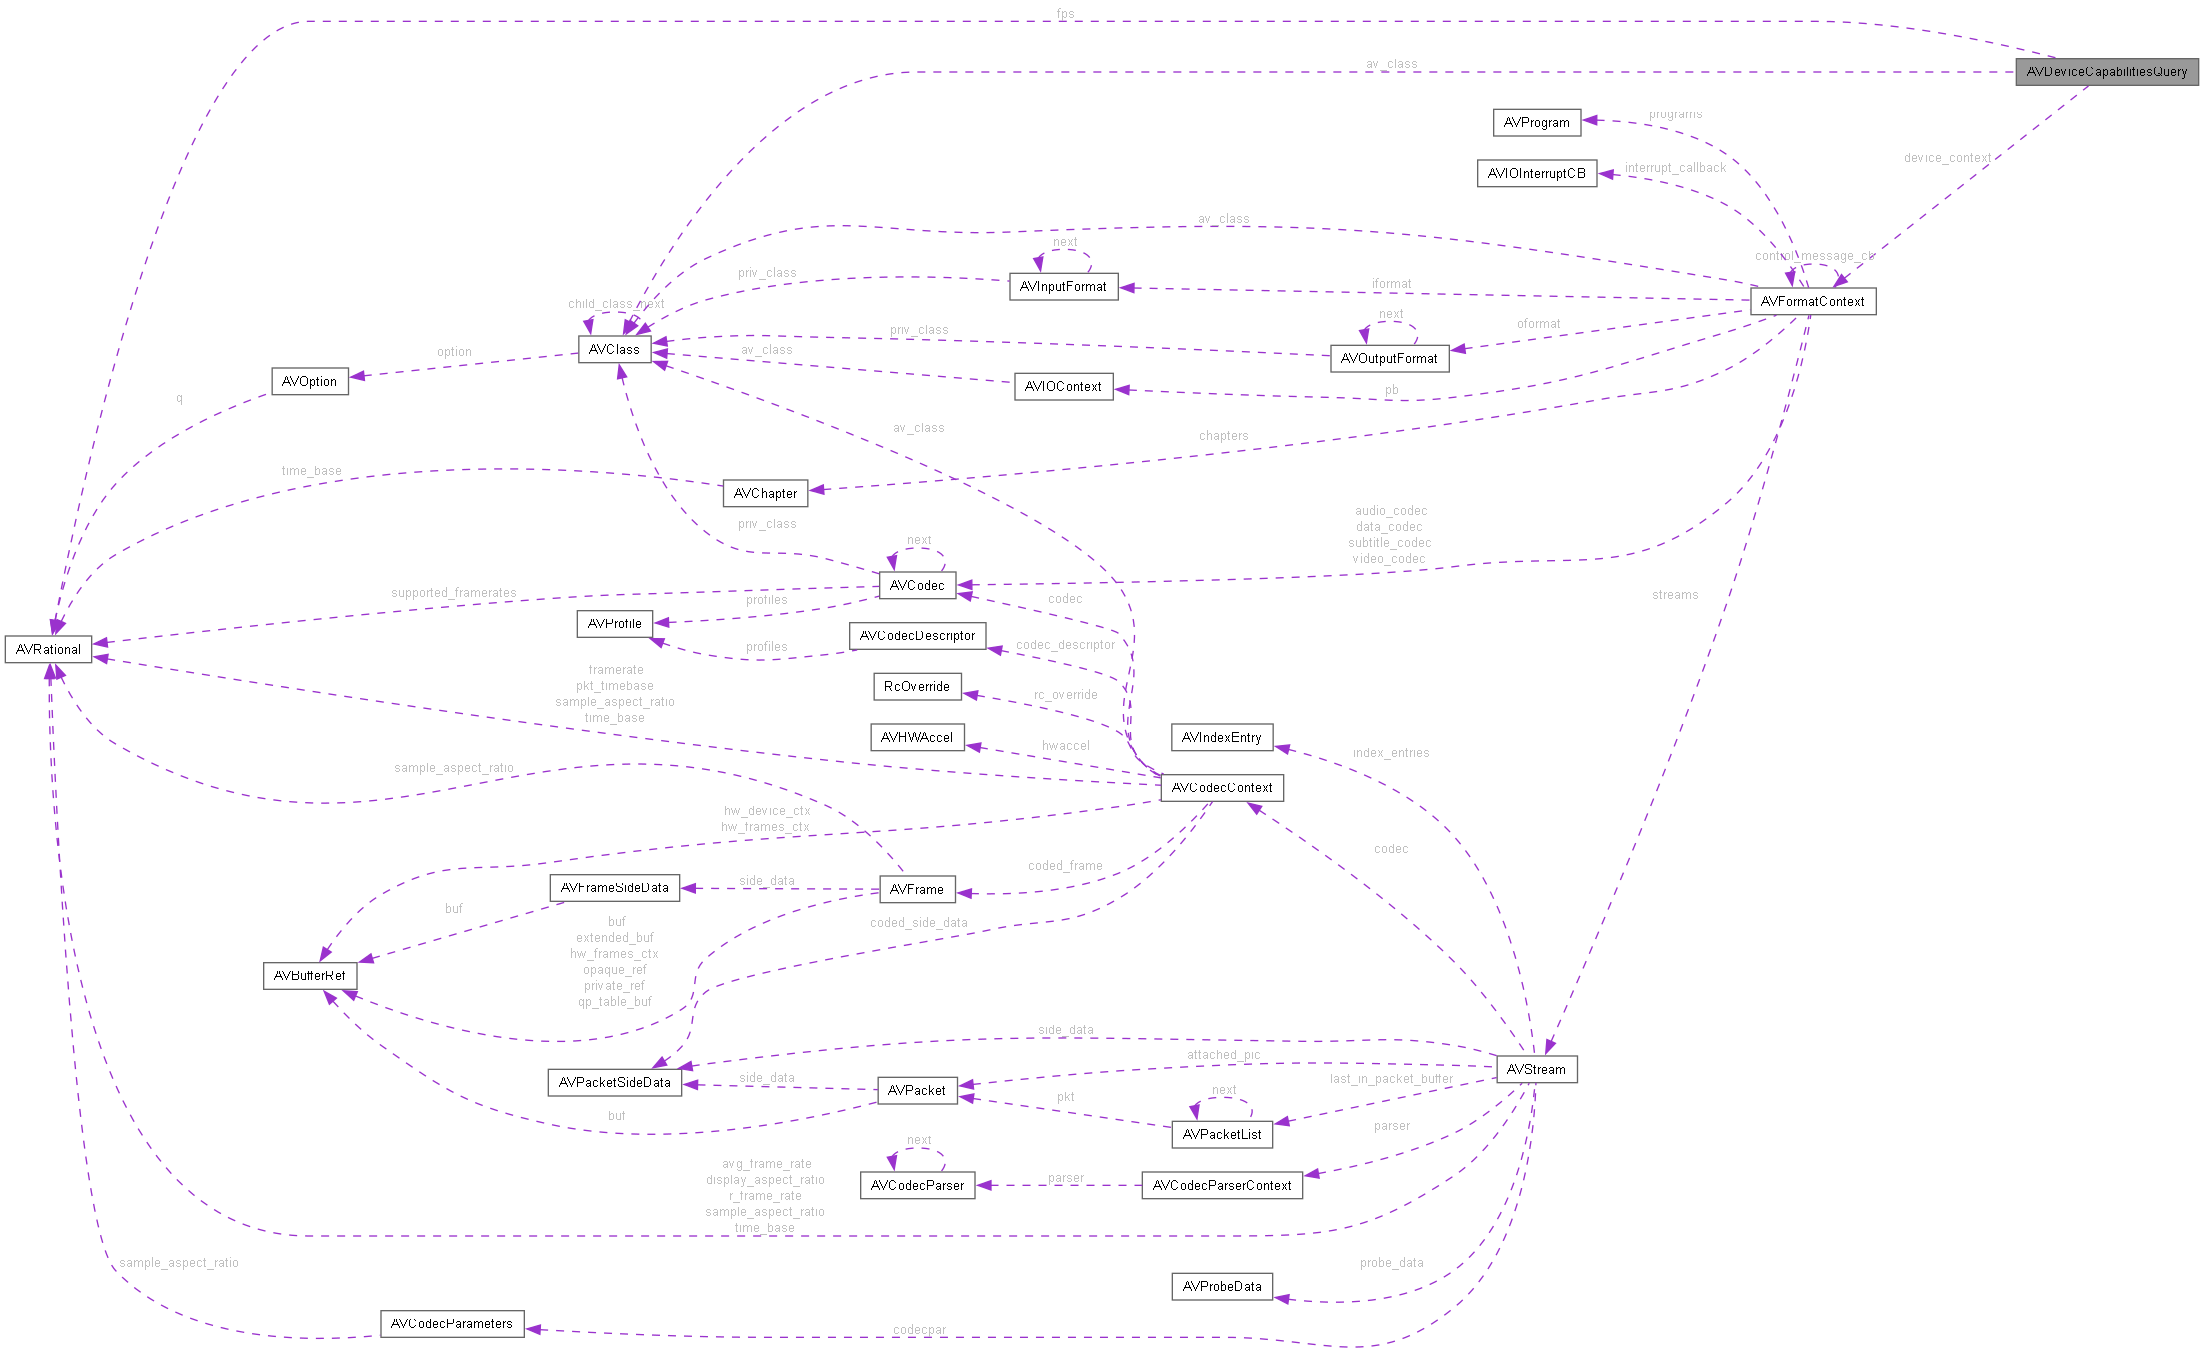 fps
av_class
AVDeviceCapabilitiesQuery
programs
AVProgram
device_context
interrupt_callback
AVIOInterruptCB
av_class
next
control_message_cb
priv_class
AVInputFormat
iformat
AVFormatContext
child_class_next
next
oformat
priv_class
AVClass
av_class
AVOutputFormat
option
AVOption
AVIOContext
pb
q
av_class
chapters
time_base
AVChapter
audio_codec
data_codec
subtitle_codec
video_codec
priv_class
next
AVCodec
supported_framerates
profiles
codec
streams
AVProfile
AVCodecDescriptor
AVRational
profiles
codec_descriptor
framerate
pkt_timebase
sample_aspect_ratio
time_base
RcOverride
rc_override
AVHWAccel
hwaccel
AVIndexEntry
index_entries
sample_aspect_ratio
AVCodecContext
hw_device_ctx
hw_frames_ctx
codec
coded_frame
AVFrameSideData
side_data
AVFrame
buf
coded_side_data
buf
extended_buf
hw_frames_ctx
opaque_ref
private_ref
qp_table_buf
AVBufferRef
side_data
attached_pic
AVStream
AVPacketSideData
side_data
AVPacket
last_in_packet_buffer
next
pkt
buf
AVPacketList
parser
next
avg_frame_rate
display_aspect_ratio
r_frame_rate
sample_aspect_ratio
time_base
AVCodecParser
parser
AVCodecParserContext
sample_aspect_ratio
probe_data
AVProbeData
AVCodecParameters
codecpar